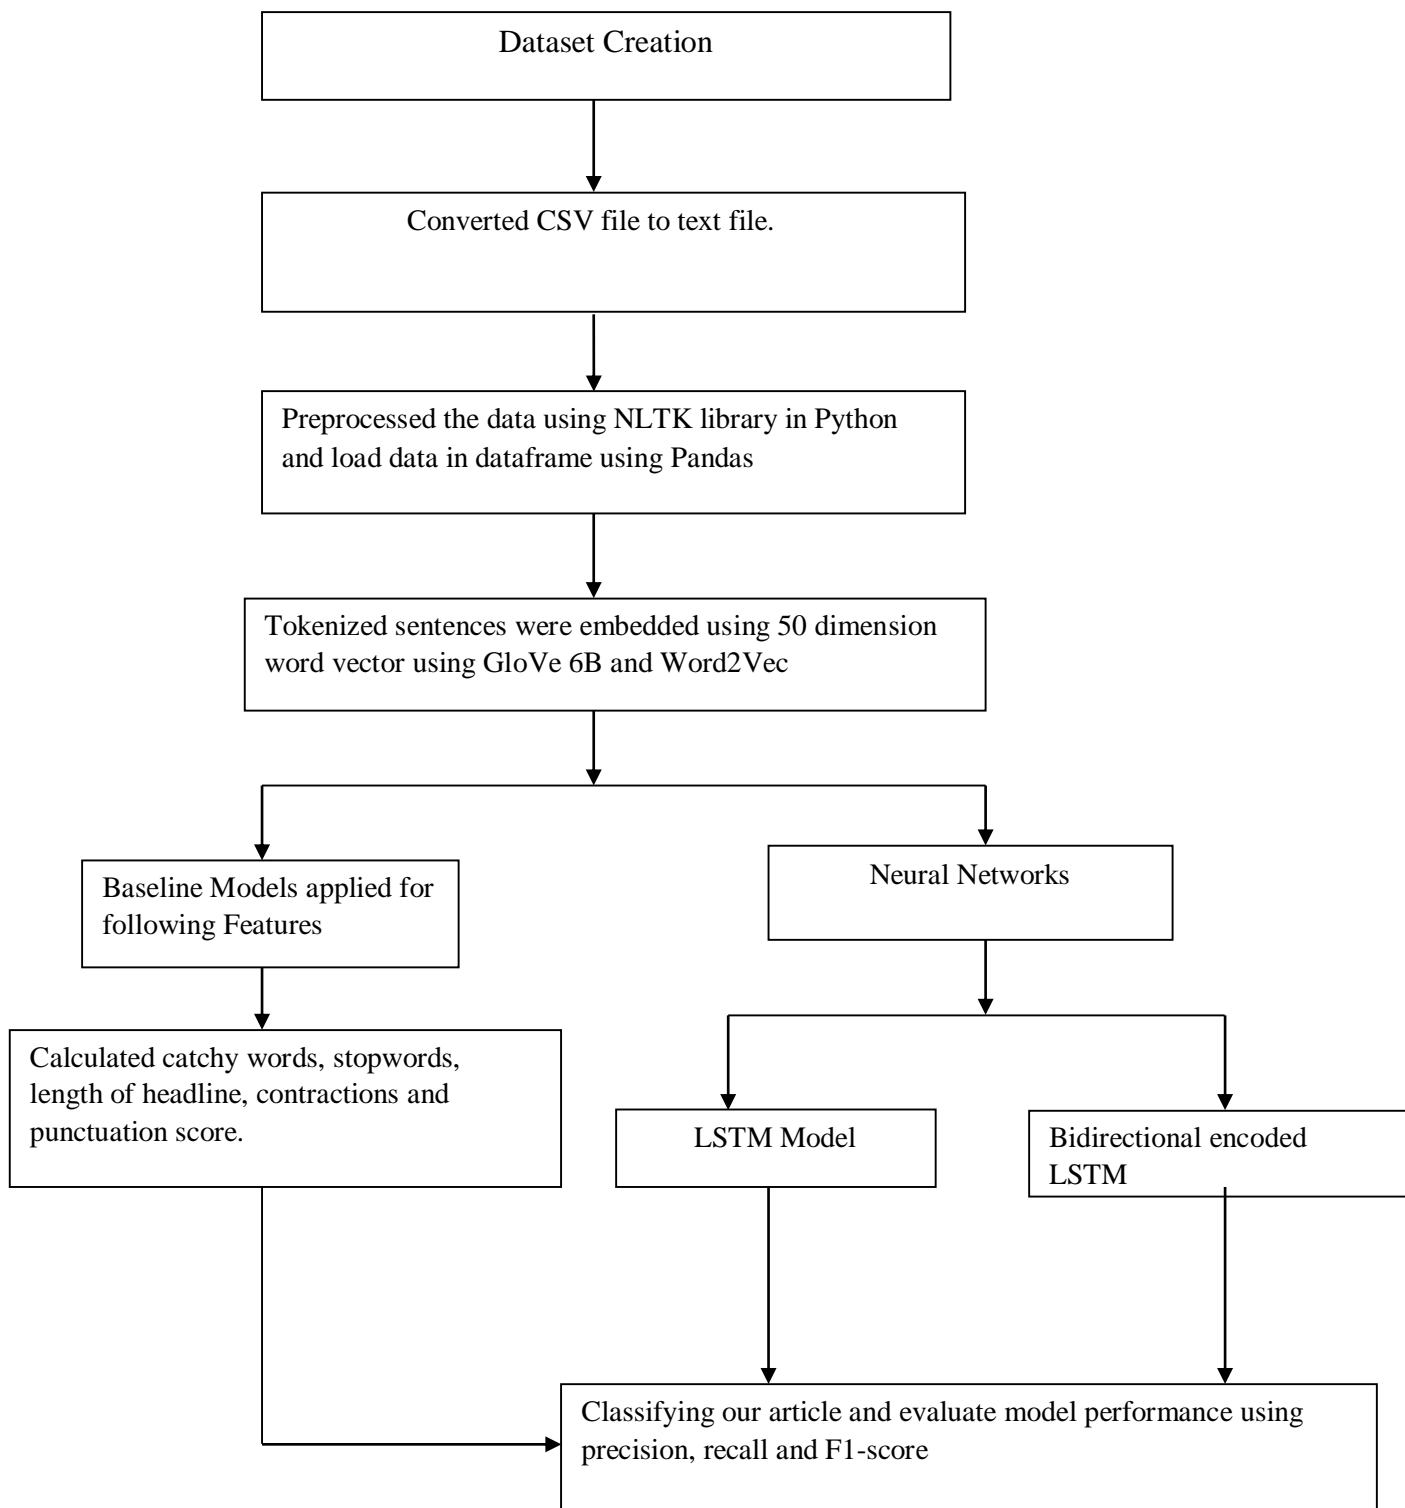 Dataset Creation
Converted CSV file to text file.
Preprocessed the data using NLTK library in Python
and load data in dataframe using Pandas
Tokenized sentences were embedded using 50 dimension
word vector using GloVe 6B and Word2Vec
Baseline Models applied for
following Features
Neural Networks
Calculated catchy words, stopwords,
length of headline, contractions and
punctuation score.
LSTM Model
Bidirectional encoded
LSTM
Classifying our article and evaluate model performance using
precision, recall and F1-score